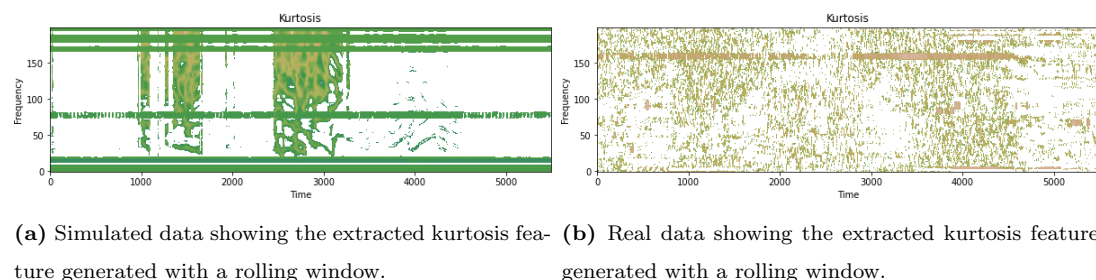 Kurtosis
Frequency
150
100
50
0
0 1000 2000 3000 4000 5000
Time
(a) Simulated data showing the extracted kurtosis fea-
ture generated with a rolling window.
Kurtosis
Frequency
150
100
50
0
0 1000 2000 3000 4000 5000
Time
(b) Real data showing the extracted kurtosis feature
generated with a rolling window.